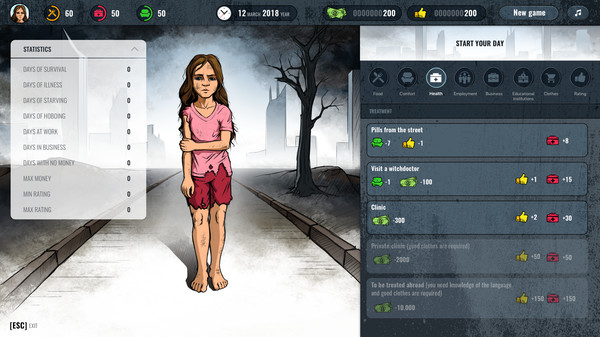 60
50
50
12 MARCH 2018 YEAR
0000000200
0000000200
New game
STATISTICS
DAYS OF SURVIVAL 0
DAYS OF ILLNESS 0
DAYS OF STARVING 0
DAYS OF HOBOING 0
DAYS AT WORK 0
DAYS IN BUSINESS 0
DAYS WITH NO MONEY 0
MAX MONEY 0
MIN RATING 0
MAX RATING 0
[ESC] EXIT
START YOUR DAY
Food
Comfort
Health
Employment
Business
Educational institutions
Clothes
Rating
TREATMENT
Pills from the street
-7 -1 +8
Visit a witchdoctor
-1 -100 +1 +15
Clinic
-300 +2 +30
Private clinic (good clothes are required)
-2000 +50 +60
To be treated abroad (you need knowledge of the language
and good clothes are required)
-10.000 +150 +150